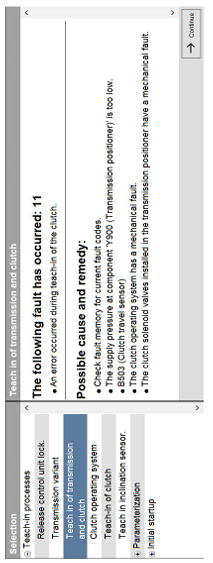 Selection
Teach-in processes
Release control unit lock.
Transmission variant
Teach in of transmission
and clutch
Clutch operating system
Teach-in of clutch
Teach in inclination sensor.
Parameterization
Initial startup
Teach in of transmission and clutch
The following fault has occurred: 11
• An error occurred during teach-in of the clutch.
Possible cause and remedy:
• Check fault memory for current fault codes.
• The supply pressure at component 'Y900 (Transmission positioner)' is too low.
• B503 (Clutch travel sensor)
• The clutch operating system has a mechanical fault.
• The clutch solenoid valves installed in the transmission positioner have a mechanical fault.
Continue